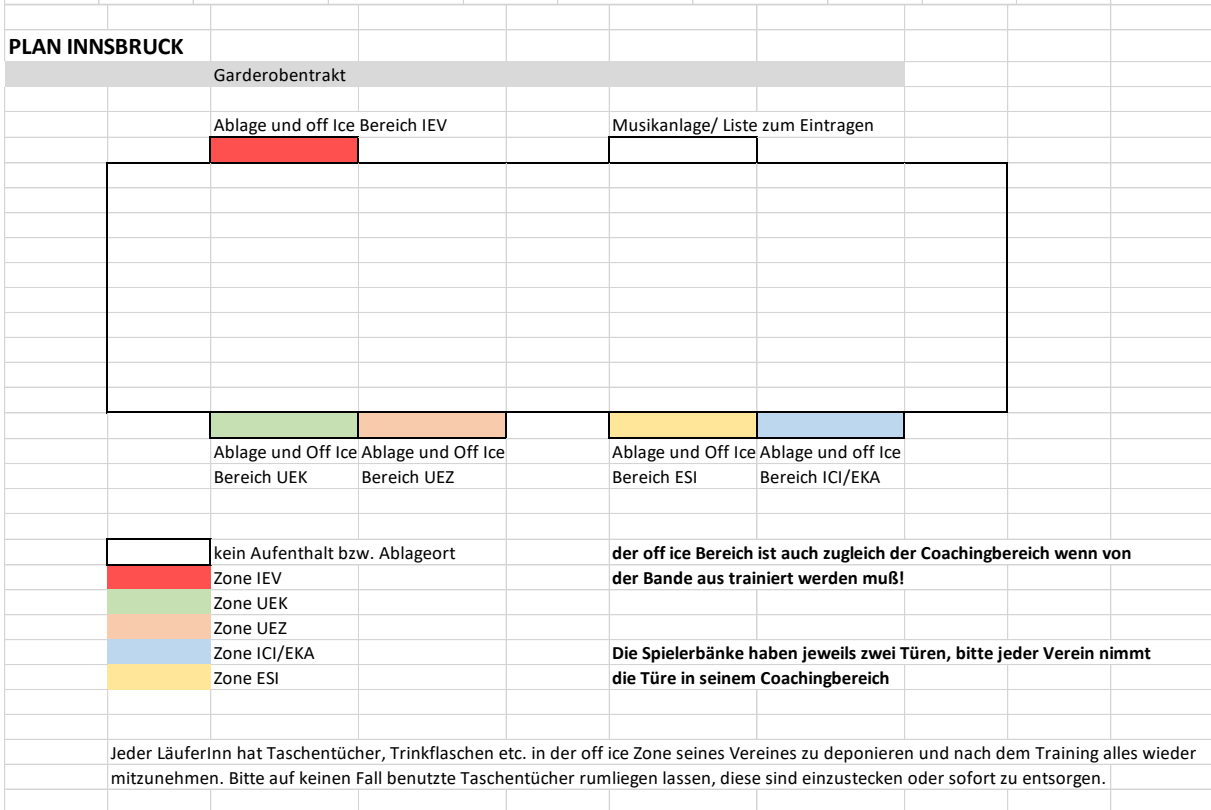 PLAN INNSBRUCK
Garderobentrakt
Ablage und off Ice Bereich IEV
Musikanlage/ Liste zum Eintragen
Ablage und Off Ice
Bereich UEK
Ablage und Off Ice
Bereich UEZ
Ablage und Off Ice
Bereich ESI
Ablage und off Ice
Bereich ICI/EKA
kein Aufenthalt bzw. Ablageort
Zone IEV
Zone UEK
Zone UEZ
Zone ICI/EKA
Zone ESI
der off ice Bereich ist auch zugleich der Coachingbereich wenn von
der Bande aus trainiert werden muß!
Die Spielerbänke haben jeweils zwei Türen, bitte jeder Verein nimmt
die Türe in seinem Coachingbereich
Jeder LäuferInn hat Taschentücher, Trinkflaschen etc. in der off ice Zone seines Vereines zu deponieren und nach dem Training alles wieder
mitzunehmen. Bitte auf keinen Fall benutzte Taschentücher rumliegen lassen, diese sind einzustecken oder sofort zu entsorgen.